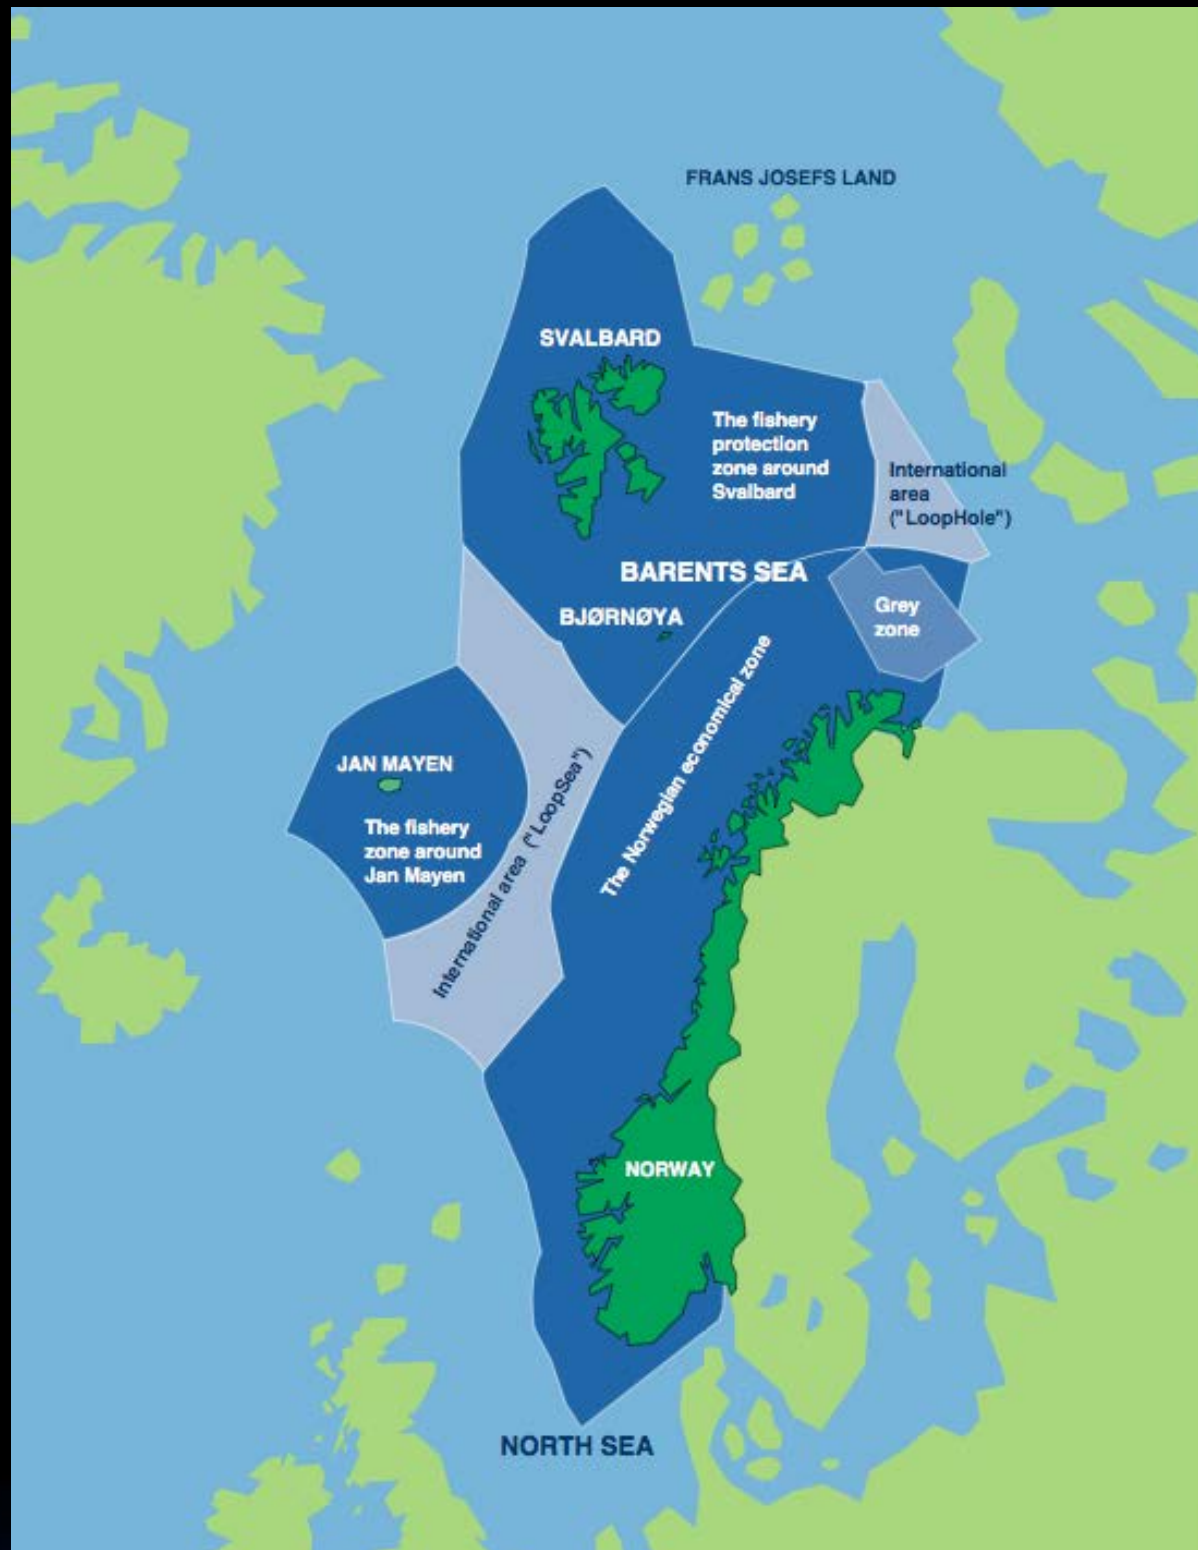 FRANS JOSEFS LAND
SVALBARD
The fishery
protection
zone around
Svalbard
International
area
("LoopHole")
BARENTS SEA
BJØRNØYA
Grey
zone
The Norwegian economical zone
JAN MAYEN
The fishery
zone around
Jan Mayen
International area ("LoopSea")
NORWAY
NORTH SEA